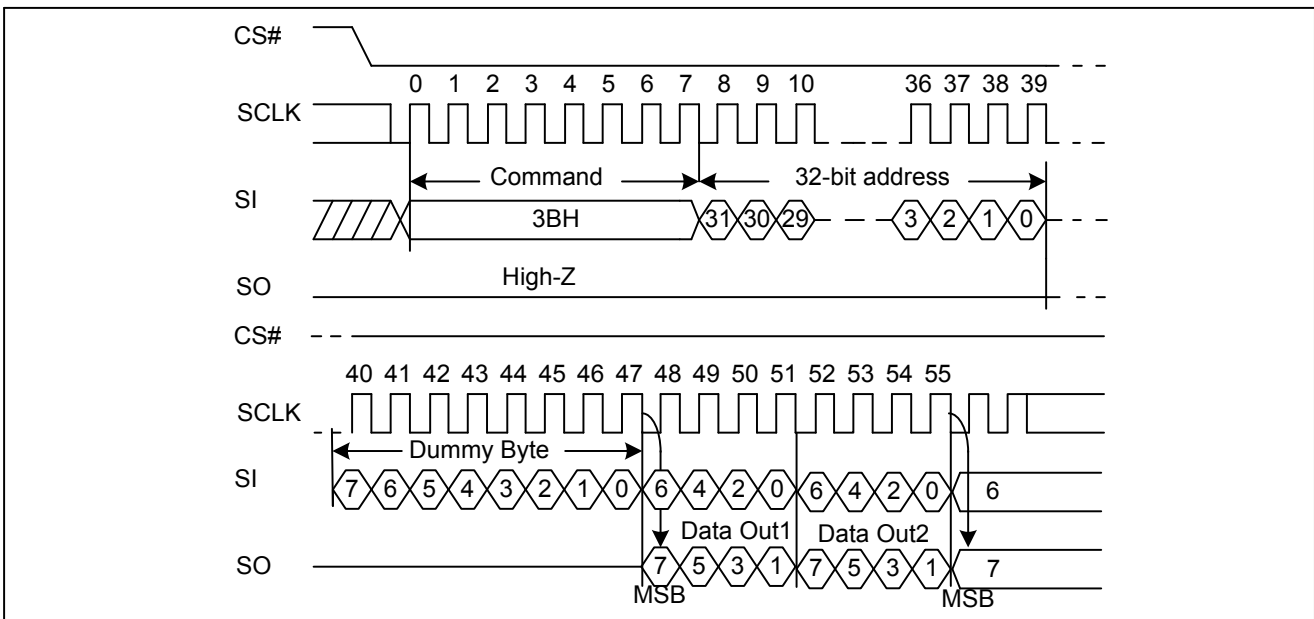 CS#
0 1 2 3 4 5 6 7 8 9 10 36 37 38 39
SCLK
Command 32-bit address
SI
3BH 31 30 29 3 2 1 0
High-Z
SO
CS#
40 41 42 43 44 45 46 47 48 49 50 51 52 53 54 55
SCLK
Dummy Byte
SI
7 6 5 4 3 2 1 0 6 4 2 0 6 4 2 0 6
Data Out1 Data Out2
SO
7 5 3 1 7 5 3 1 7
MSB MSB